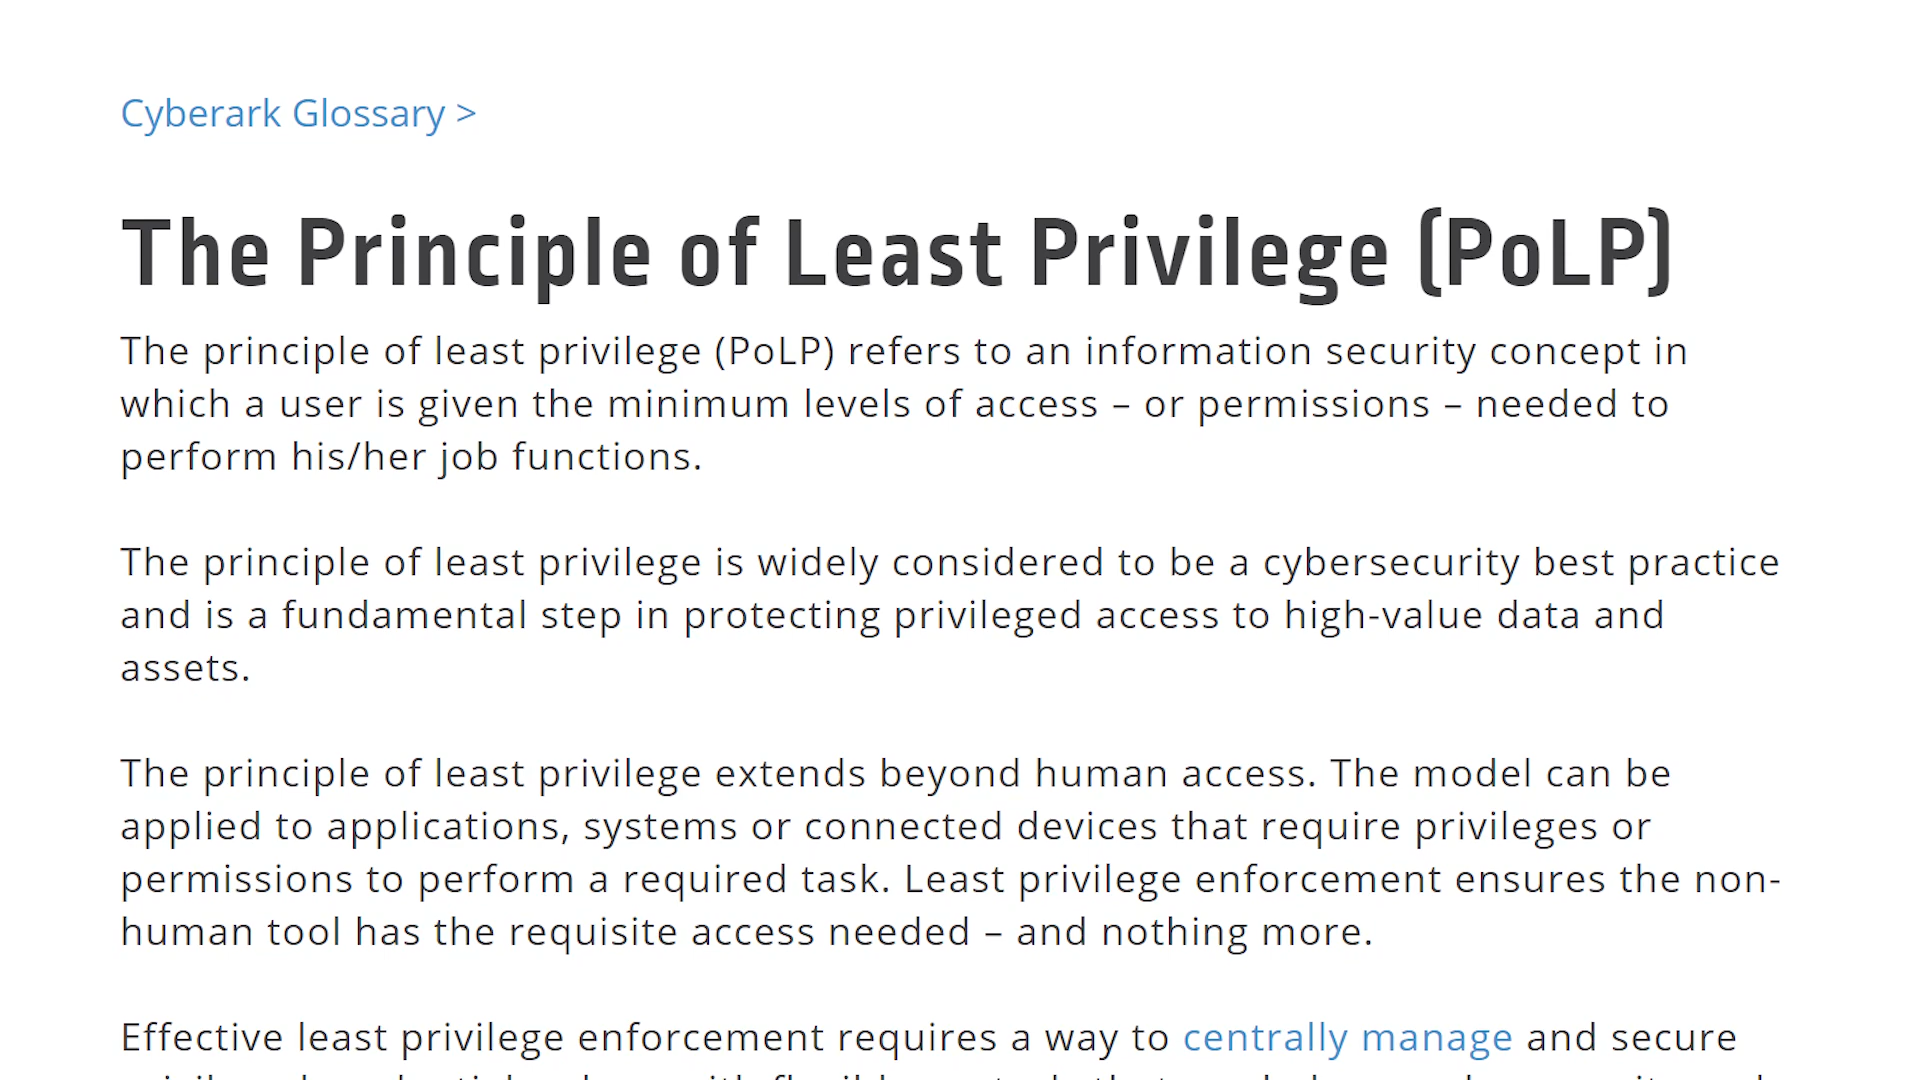 Cyberark Glossary >
The Principle of Least Privilege (PoLP)
The principle of least privilege (PoLP) refers to an information security concept in
which a user is given the minimum levels of access – or permissions – needed to
perform his/her job functions.
The principle of least privilege is widely considered to be a cybersecurity best practice
and is a fundamental step in protecting privileged access to high-value data and
assets.
The principle of least privilege extends beyond human access. The model can be
applied to applications, systems or connected devices that require privileges or
permissions to perform a required task. Least privilege enforcement ensures the non-
human tool has the requisite access needed – and nothing more.
Effective least privilege enforcement requires a way to centrally manage and secure